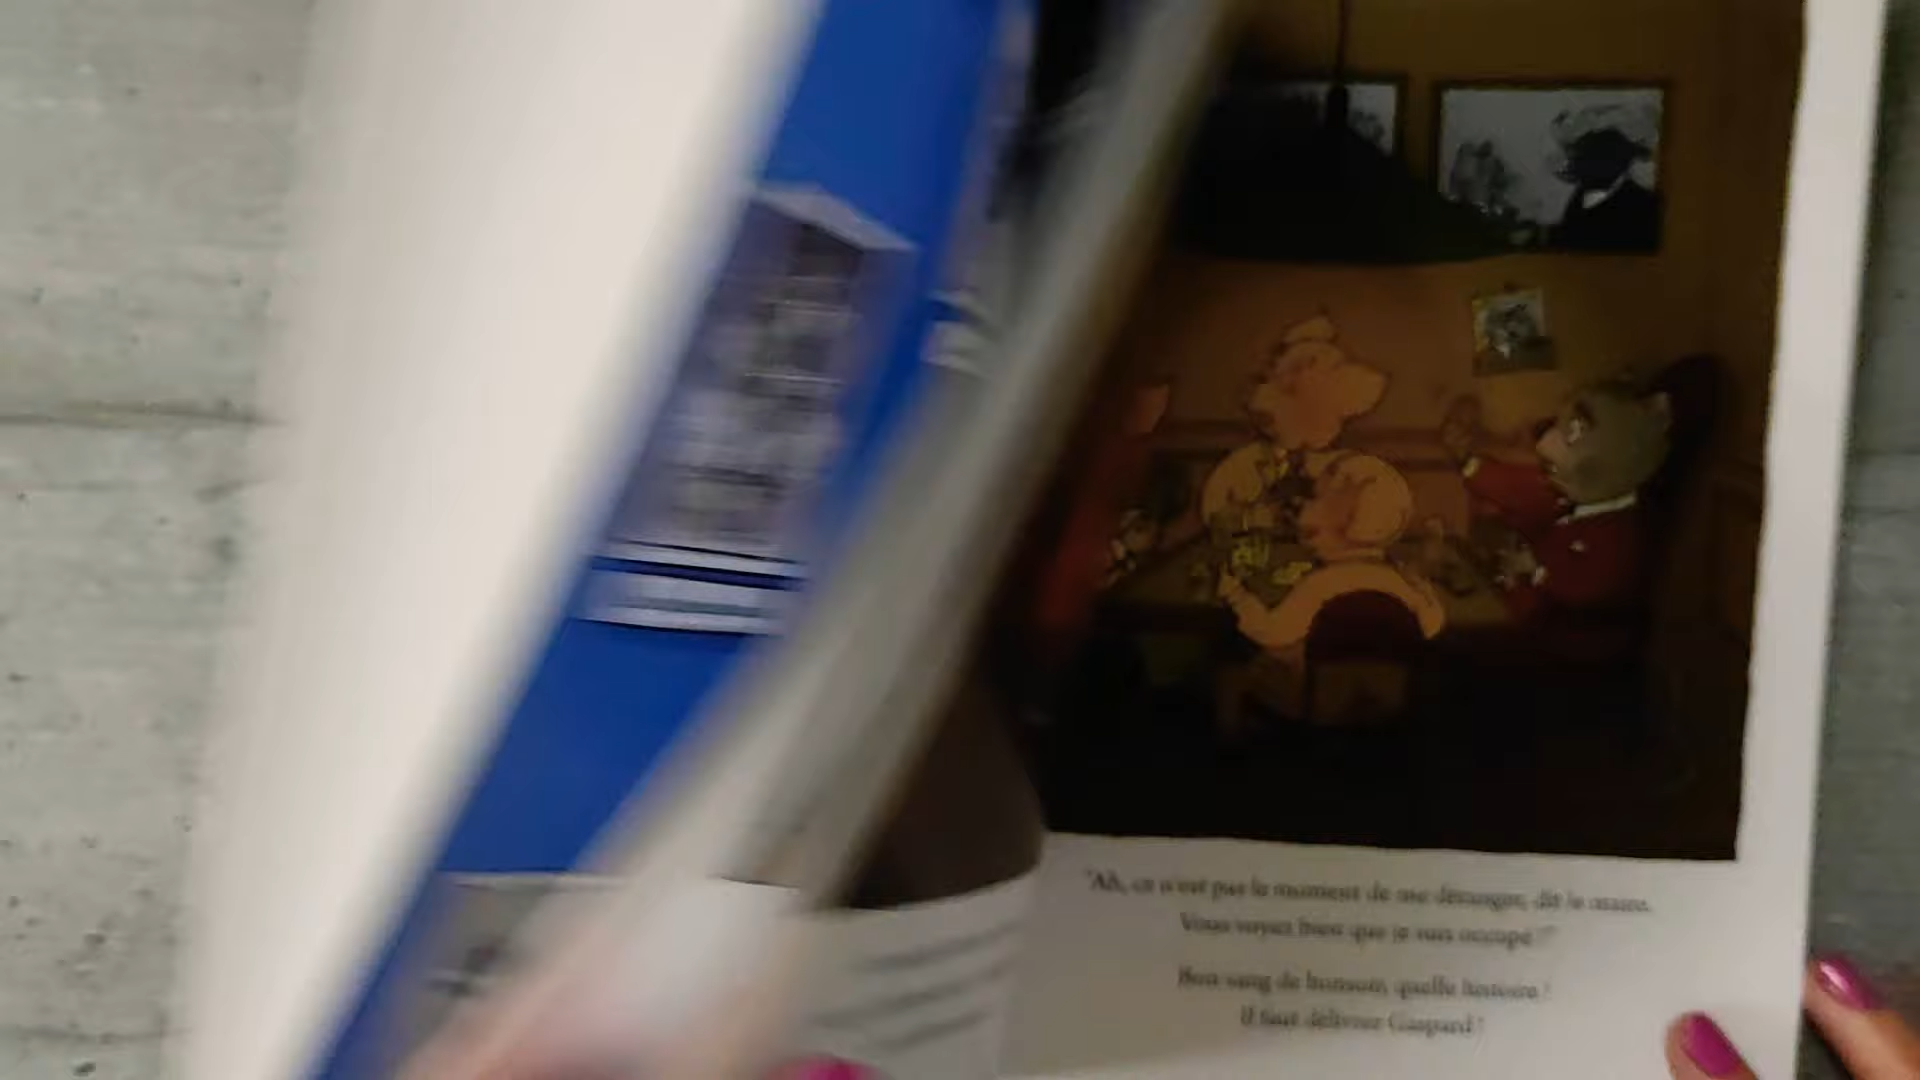 "Ah, ce n'est pas le moment de me déranger, dit le maire.
Vous voyez bien que je suis occupé !"
Bon sang de bonsoir, quelle histoire !
Il faut délivrer Gaspard !